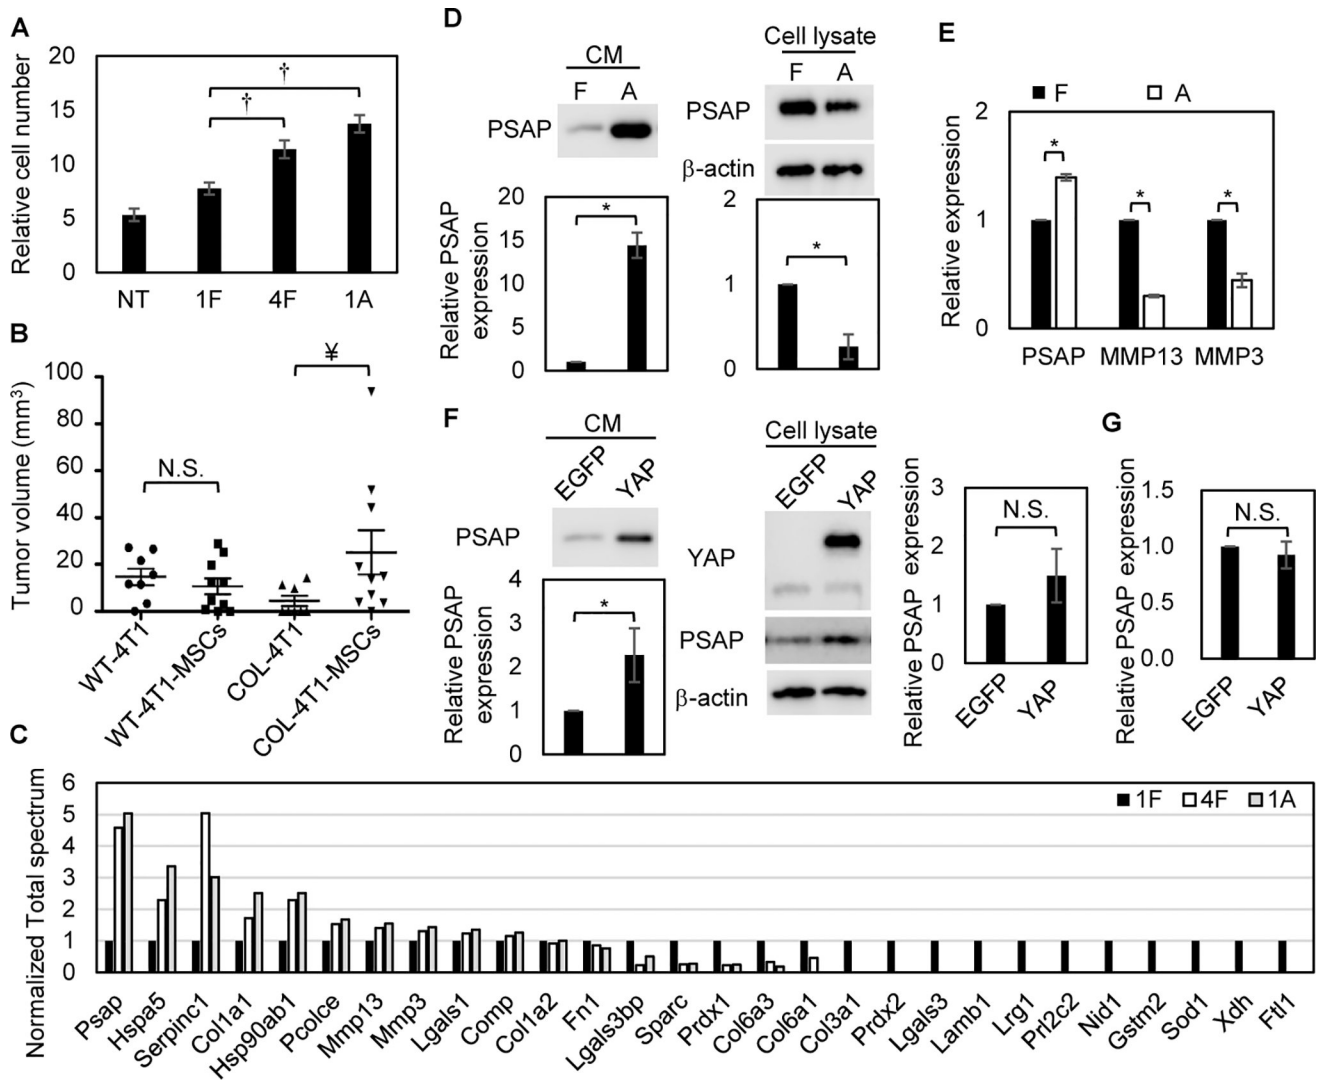 A
Relative cell number
20
15
10
5
0
†
†
NT 1F 4F 1A
B
Tumor volume (mm³)
100
80
60
40
20
0
N.S.
¥
WT-4T1
WT-4T1-MSCs
COL-4T1
COL-4T1-MSCs
C
Normalized Total spectrum
6
5
4
3
2
1
0
1F 4F 1A
Psap
Hspa5
Serpinc1
Col1a1
Hsp90ab1
Pcolce
Mmp13
Mmp3
Lgals1
Comp
Col1a2
Fn1
Lgals3bp
Sparc
Prdx1
Col6a3
Col6a1
Col3a1
Prdx2
Lgals3
Lamb1
Lrg1
Prl2c2
Nid1
Gstm2
Sod1
Xdh
Ftl1
D
CM
F A
PSAP
Relative PSAP
expression
20
15
10
5
0
*
Cell lysate
F A
PSAP
β-actin
2
1
0
*
E
F A
Relative expression
2
1
0
*
*
*
PSAP MMP13 MMP3
F
CM
EGFP
YAP
PSAP
Relative PSAP
expression
4
3
2
1
0
*
Cell lysate
EGFP
YAP
YAP
PSAP
β-actin
Relative PSAP expression
3
2
1
0
N.S.
EGFP
YAP
G
Relative PSAP expression
1.5
1.0
0.5
0.0
N.S.
EGFP
YAP